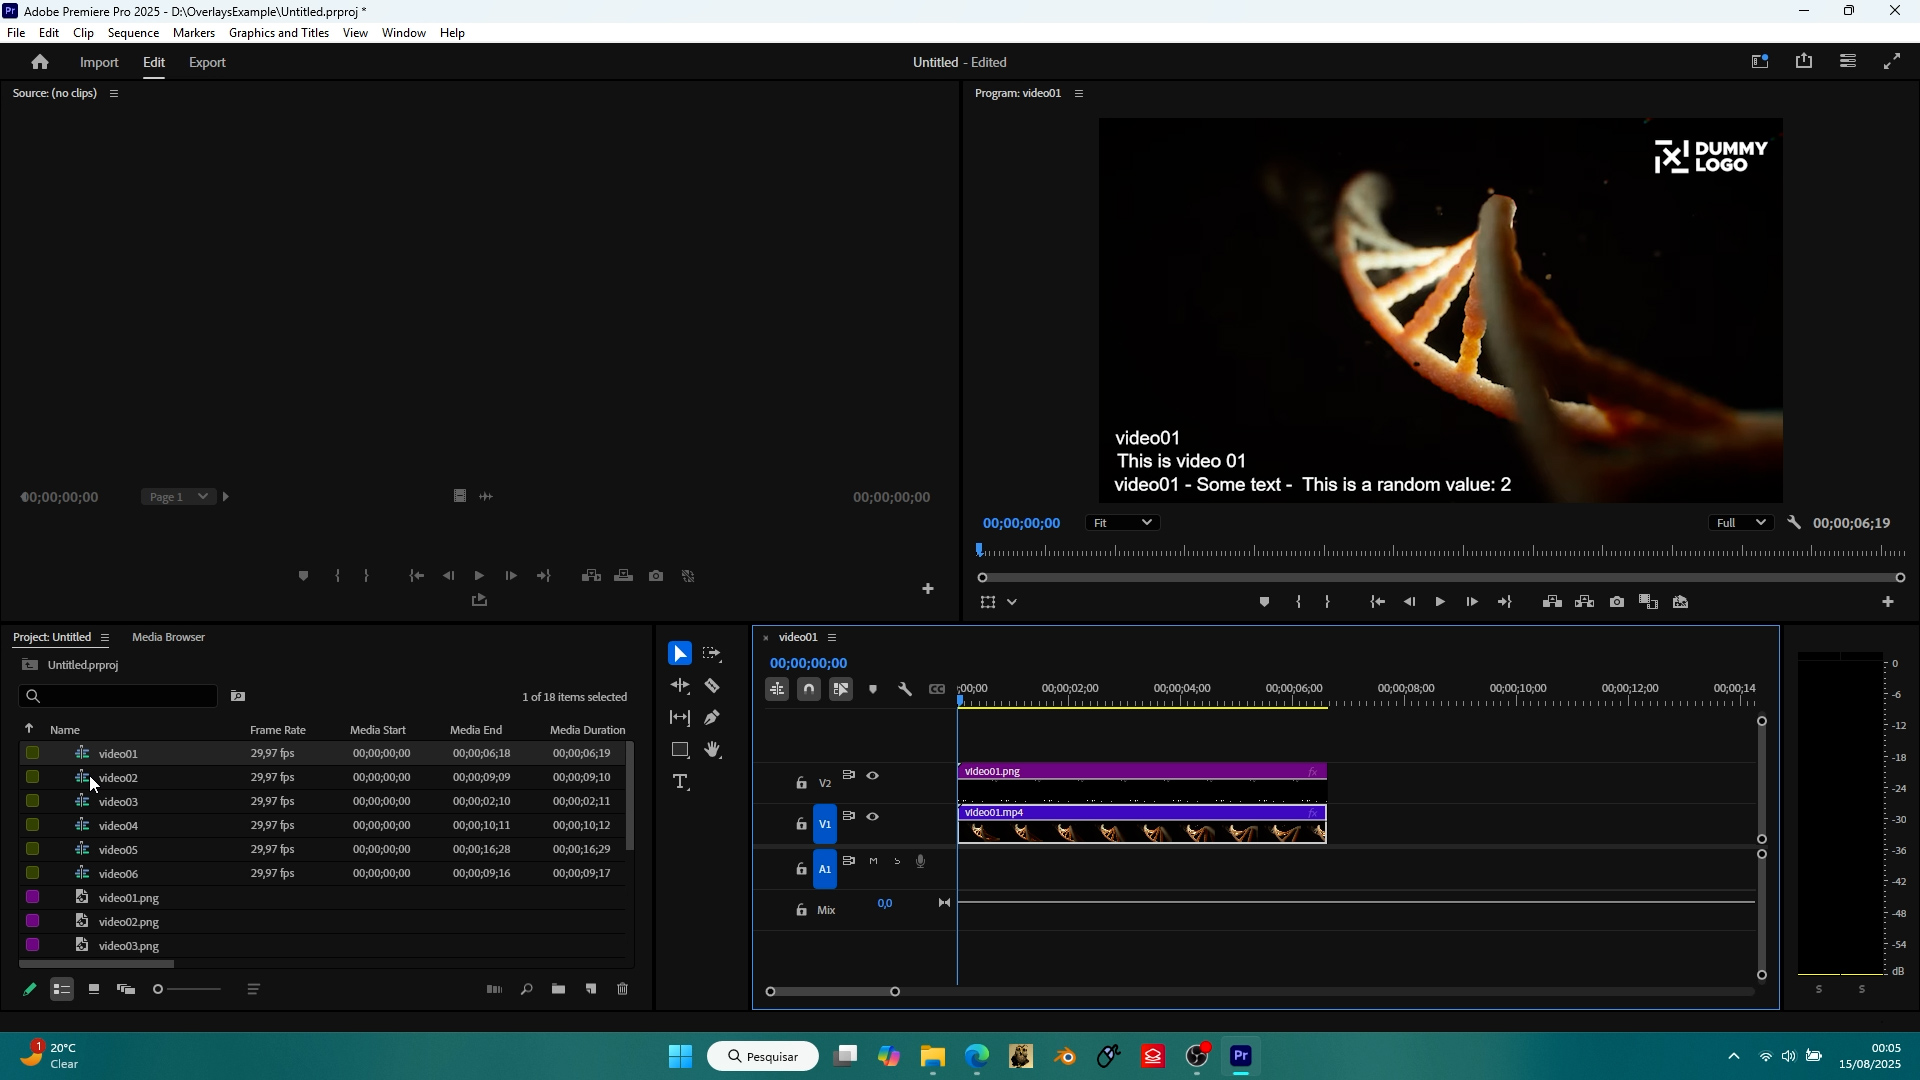 Pr Adobe Premiere Pro 2025 - D:\OverlaysExample\Untitled.prproj *
File Edit Clip Sequence Markers Graphics and Titles View Window Help
Import Edit Export
Untitled - Edited
Source: (no clips)
Program: video01
DUMMY
LOGO
video01
This is video 01
video01 - Some text - This is a random value: 2
00;00;00;00 Page 1 00;00;00;00
00;00;00;00 Fit Full 00;00;06;19
Project: Untitled Media Browser
Untitled.prproj
1 of 18 items selected
Name Frame Rate Media Start Media End Media Duration
video01 29,97 fps 00;00;00;00 00;00;06;18 00;00;06;19
video02 29,97 fps 00;00;00;00 00;00;09;09 00;00;09;10
video03 29,97 fps 00;00;00;00 00;00;02;10 00;00;02;11
video04 29,97 fps 00;00;00;00 00;00;10;11 00;00;10;12
video05 29,97 fps 00;00;00;00 00;00;16;28 00;00;16;29
video06 29,97 fps 00;00;00;00 00;00;09;16 00;00;09;17
video01.png
video02.png
video03.png
video01
00;00;00;00
;00;00 00;00;02;00 00;00;04;00 00;00;06;00 00;00;08;00 00;00;10;00 00;00;12;00 00;00;14
V2 video01.png fx
V1 video01.mp4 fx
A1 M S
Mix 0,0
0
-6
-12
-18
-24
-30
-36
-42
-48
-54
dB
S S
1 20°C
Clear
Pesquisar
Pr
00:05
15/08/2025